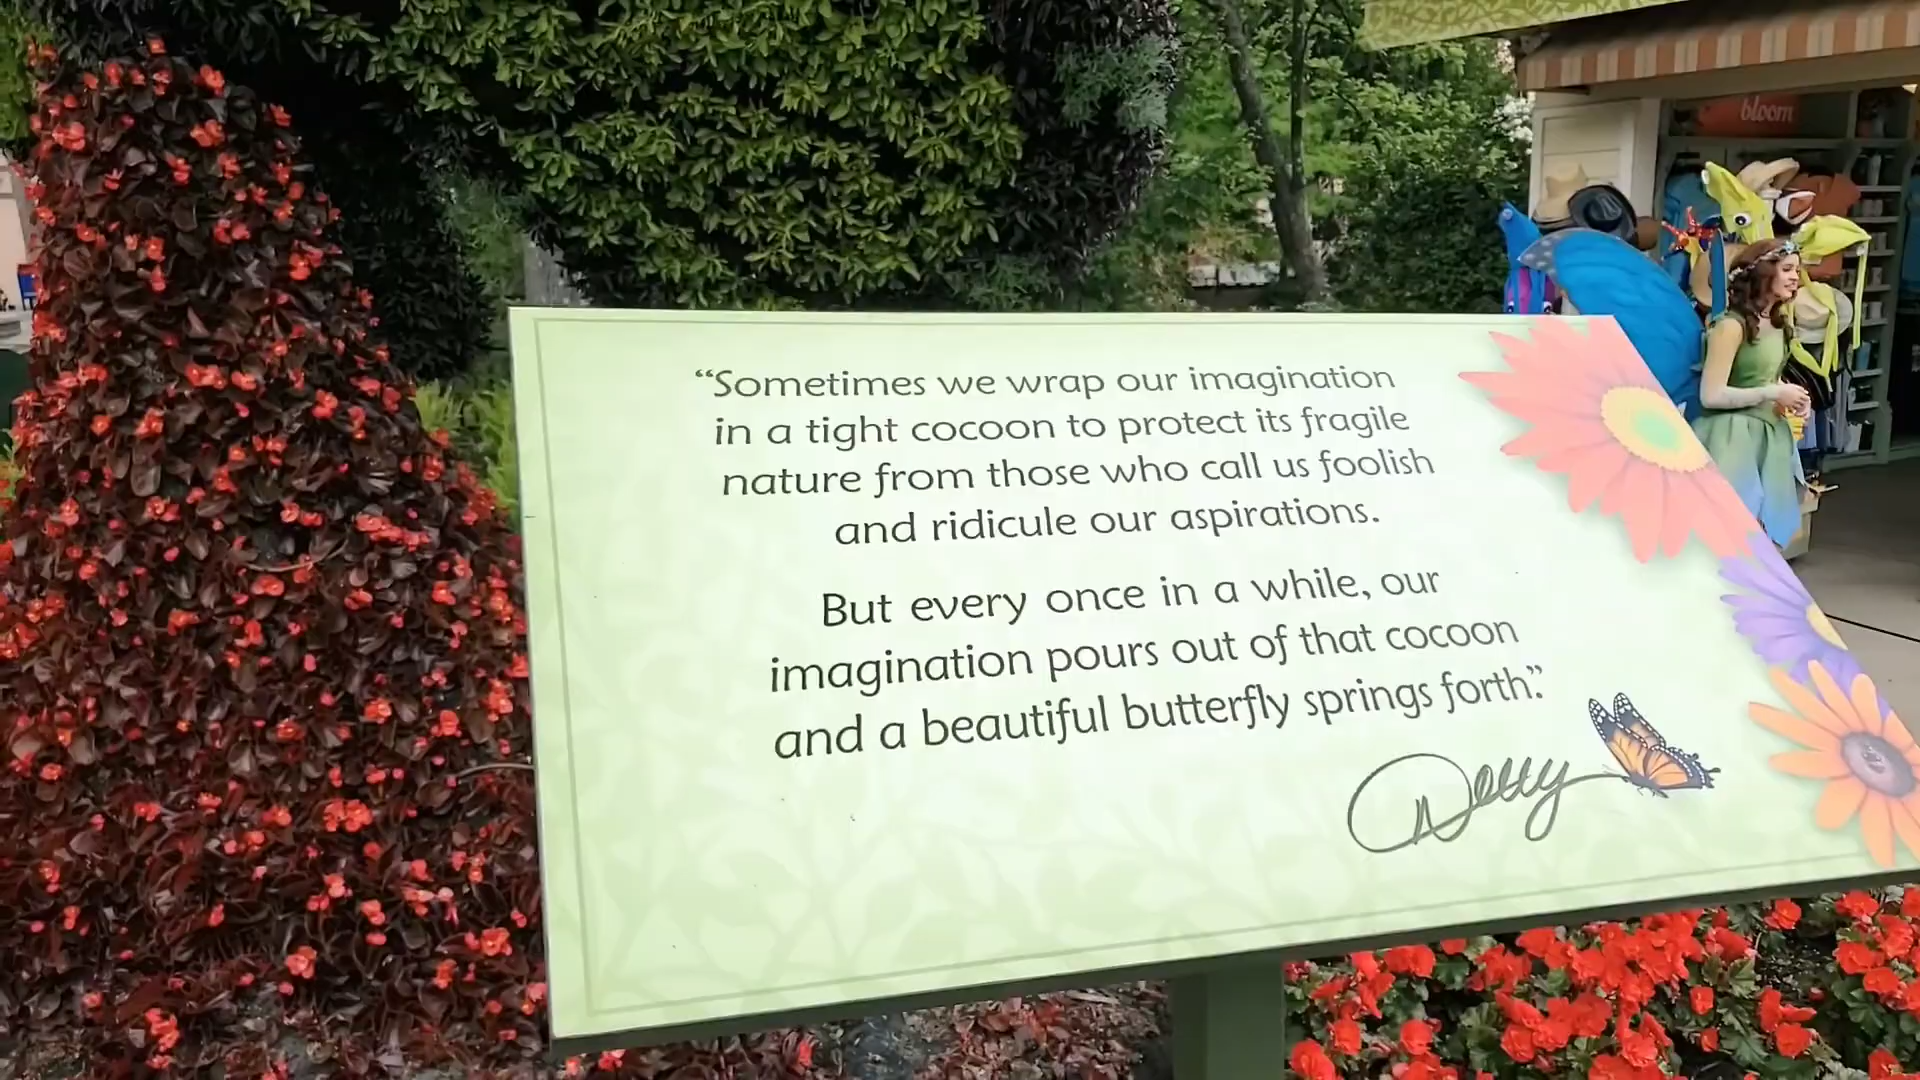 bloom
“Sometimes we wrap our imagination
in a tight cocoon to protect its fragile
nature from those who call us foolish
and ridicule our aspirations.
But every once in a while, our
imagination pours out of that cocoon
and a beautiful butterfly springs forth.”